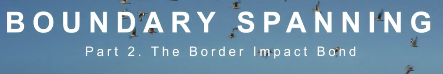 BOUNDARY SPANNING
Part 2. The Border Impact Bond